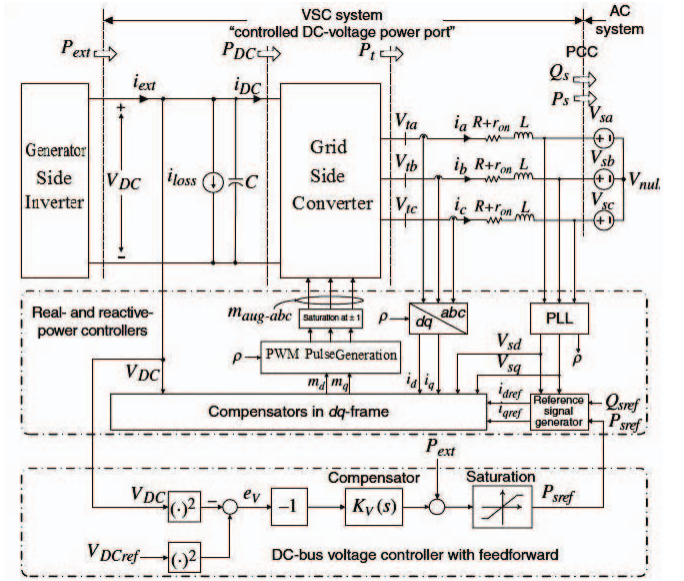 VSC system
"controlled DC-voltage power port"
AC
system
P_ext
P_DC
P_t
PCC
Q_s
P_s
i_ext
i_DC
V_ta
i_a
R+r_on
L
V_sa
Generator
Side
Inverter
+
V_DC
–
i_loss
C
Grid
Side
Converter
V_tb
i_b
R+r_on
L
V_sb
V_null
V_tc
i_c
R+r_on
L
V_sc
Real- and reactive-
power controllers
m_aug-abc
Saturation at ± 1
ρ
dq
abc
PLL
ρ
PWM PulseGeneration
V_sd
V_sq
ρ
V_DC
m_d
m_q
i_d
i_q
i_dref
i_qref
Compensators in dq-frame
Reference
signal
generator
Q_sref
P_sref
P_ext
Compensator
Saturation
V_DC
(·)²
–
e_V
-1
K_V(s)
P_sref
V_DCref
(·)²
DC-bus voltage controller with feedforward